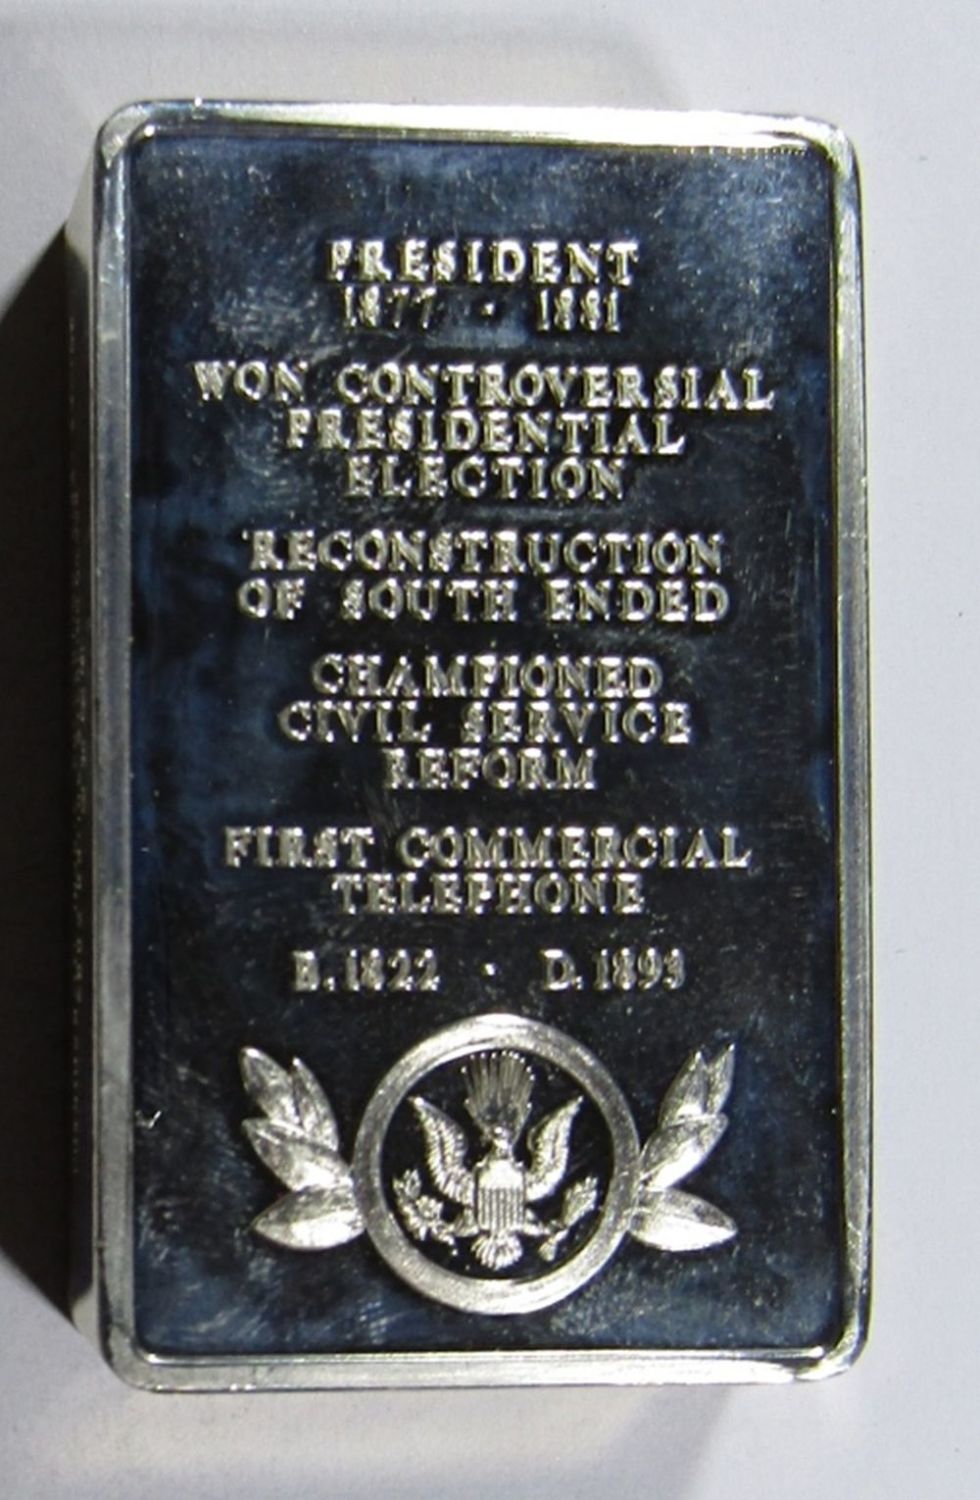 PRESIDENT
1877 · 1881
WON CONTROVERSIAL
PRESIDENTIAL
ELECTION
RECONSTRUCTION
OF SOUTH ENDED
CHAMPIONED
CIVIL SERVICE
REFORM
FIRST COMMERCIAL
TELEPHONE
B. 1822 · D. 1893